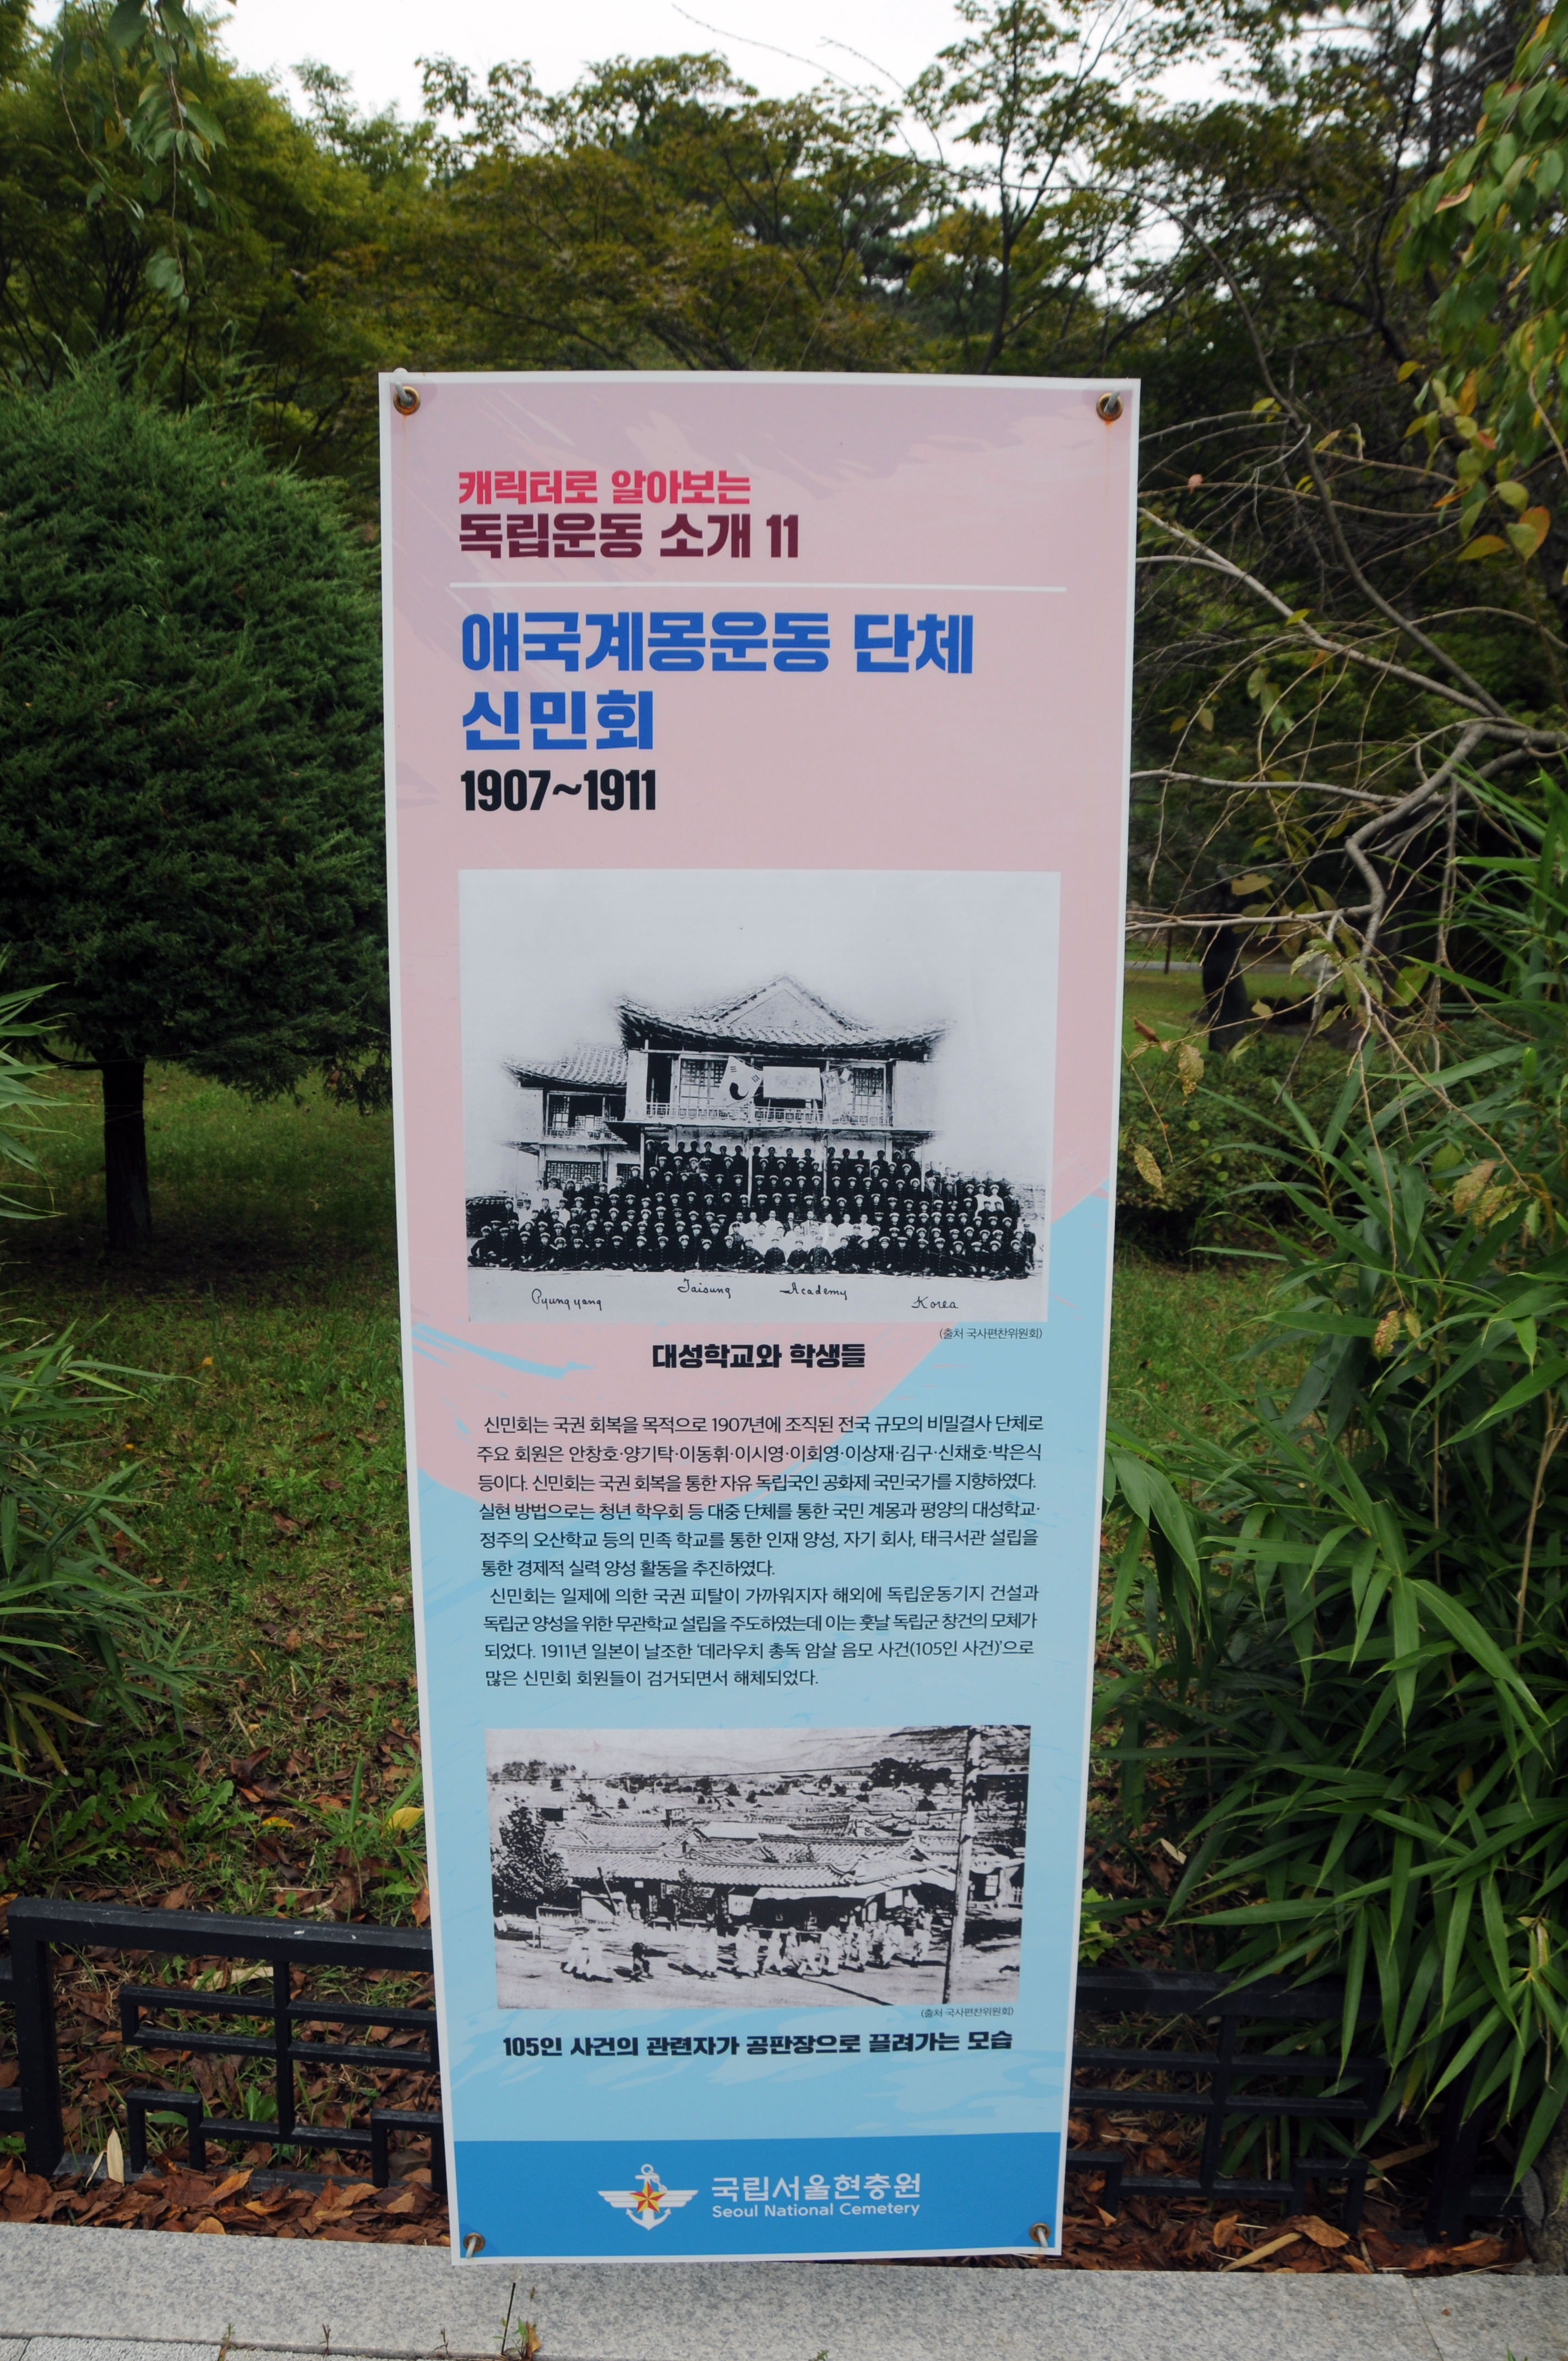 캐릭터로 알아보는
독립운동 소개 11
애국계몽운동 단체
신민회
1907~1911
Pyungyang Taisung Academy Korea
(출처 국사편찬위원회)
대성학교와 학생들
신민회는 국권 회복을 목적으로 1907년에 조직된 전국 규모의 비밀결사 단체로
주요 회원은 안창호·양기탁·이동휘·이시영·이회영·이상재·김구·신채호·박은식
등이다. 신민회는 국권 회복을 통한 자유 독립국인 공화제 국민국가를 지향하였다.
실현 방법으로는 청년 학우회 등 대중 단체를 통한 국민 계몽과 평양의 대성학교·
정주의 오산학교 등의 민족 학교를 통한 인재 양성, 자기 회사, 태극서관 설립을
통한 경제적 실력 양성 활동을 추진하였다.
신민회는 일제에 의한 국권 피탈이 가까워지자 해외에 독립운동기지 건설과
독립군 양성을 위한 무관학교 설립을 주도하였는데 이는 훗날 독립군 창건의 모체가
되었다. 1911년 일본이 날조한 '데라우치 총독 암살 음모 사건(105인 사건)'으로
많은 신민회 회원들이 검거되면서 해체되었다.
(출처 국사편찬위원회)
105인 사건의 관련자가 공판장으로 끌려가는 모습
국립서울현충원
Seoul National Cemetery